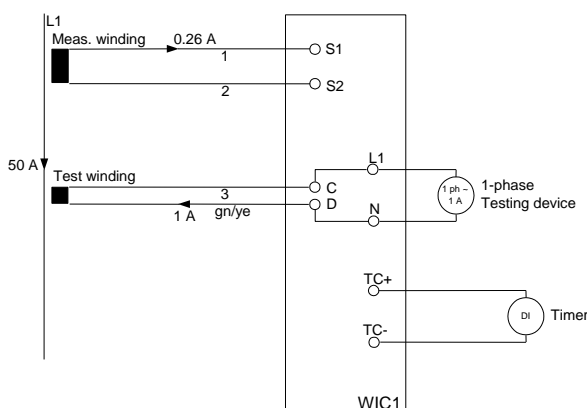 L1
Meas. winding
0.26 A
1
S1
2
S2
50 A
Test winding
3
gn/ye
1 A
C
D
L1
N
1 ph ~
1 A
1-phase
Testing device
TC+
TC-
DI
Timer
WIC1